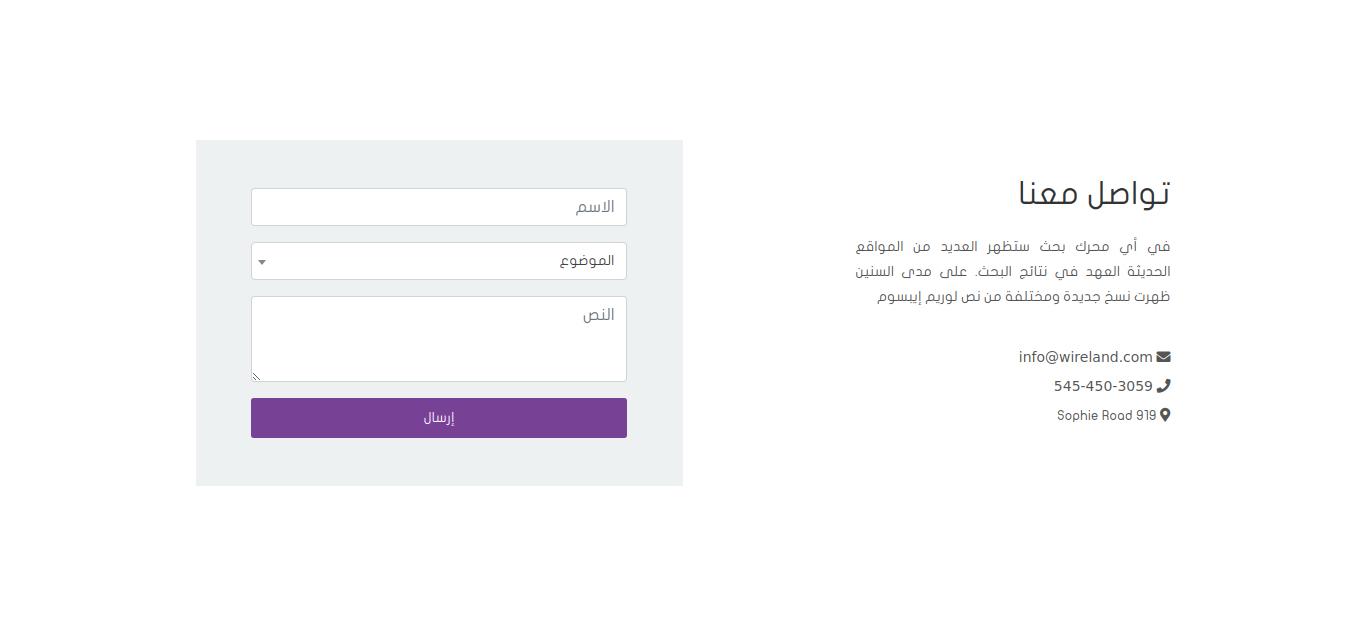 تواصل معنا
في أي محرك بحث ستظهر العديد من المواقع
الحديثة العهد في نتائج البحث. على مدى السنين
ظهرت نسخ جديدة ومختلفة من نص لوريم إيبسوم
info@wireland.com
545-450-3059
Sophie Road 919
الاسم
الموضوع
النص
إرسال